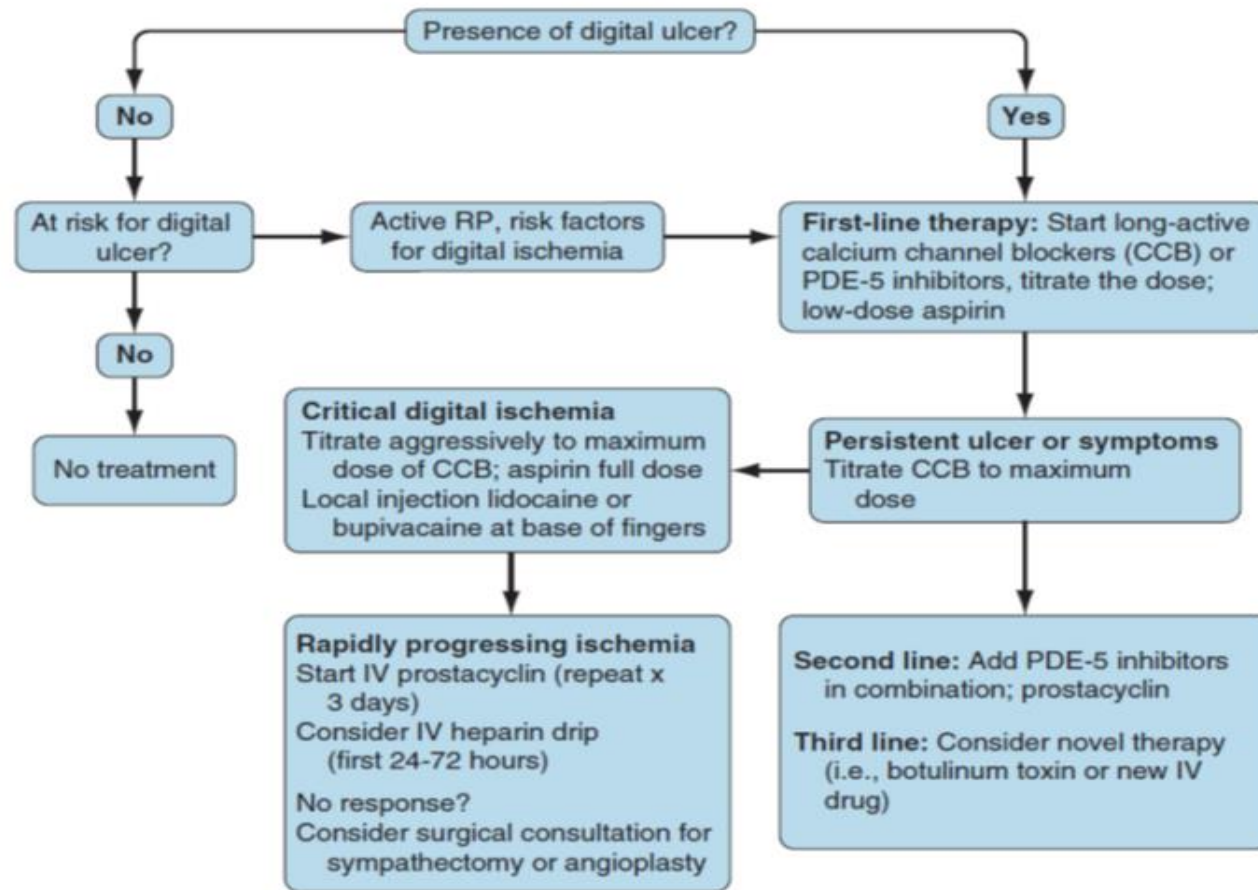 Presence of digital ulcer?
No
Yes
At risk for digital
ulcer?
Active RP, risk factors
for digital ischemia
First-line therapy: Start long-active
calcium channel blockers (CCB) or
PDE-5 inhibitors, titrate the dose;
low-dose aspirin
No
No treatment
Critical digital ischemia
Titrate aggressively to maximum
dose of CCB; aspirin full dose
Local injection lidocaine or
bupivacaine at base of fingers
Persistent ulcer or symptoms
Titrate CCB to maximum
dose
Rapidly progressing ischemia
Start IV prostacyclin (repeat x
3 days)
Consider IV heparin drip
(first 24-72 hours)
No response?
Consider surgical consultation for
sympathectomy or angioplasty
Second line: Add PDE-5 inhibitors
in combination; prostacyclin
Third line: Consider novel therapy
(i.e., botulinum toxin or new IV
drug)